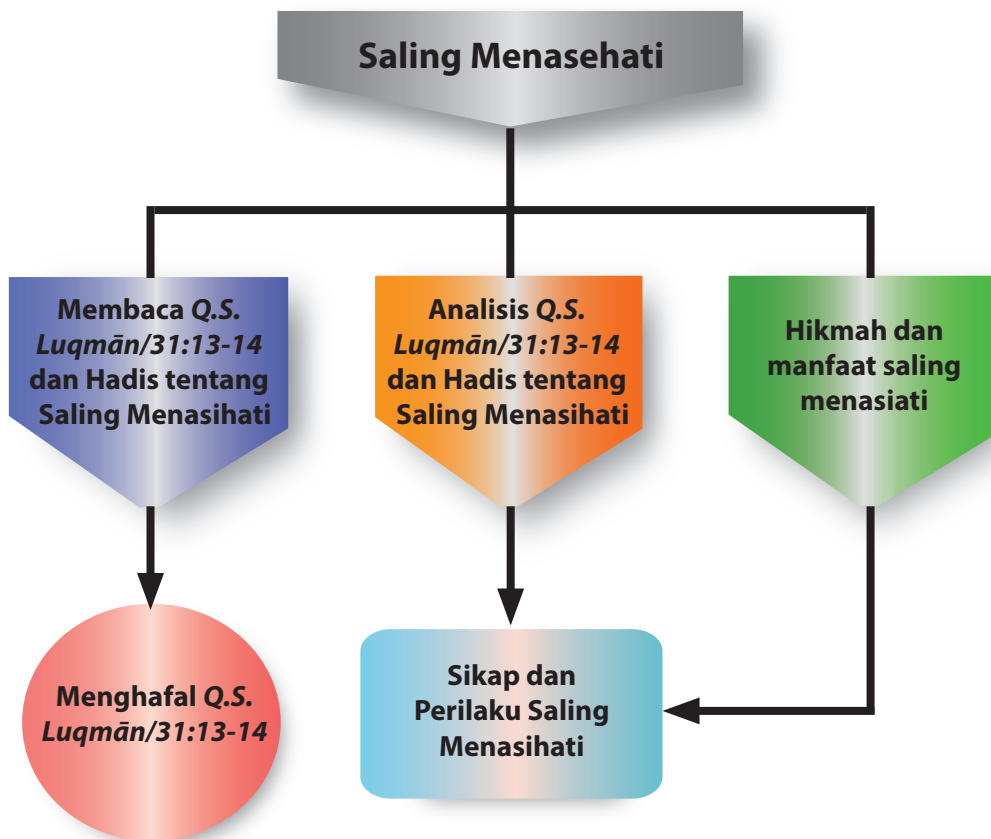 Saling Menasehati
Membaca Q.S.
Luqmān/31:13-14
dan Hadis tentang
Saling Menasihati
Analisis Q.S.
Luqmān/31:13-14
dan Hadis tentang
Saling Menasihati
Hikmah dan
manfaat saling
menasiati
Menghafal Q.S.
Luqmān/31:13-14
Sikap dan
Perilaku Saling
Menasihati